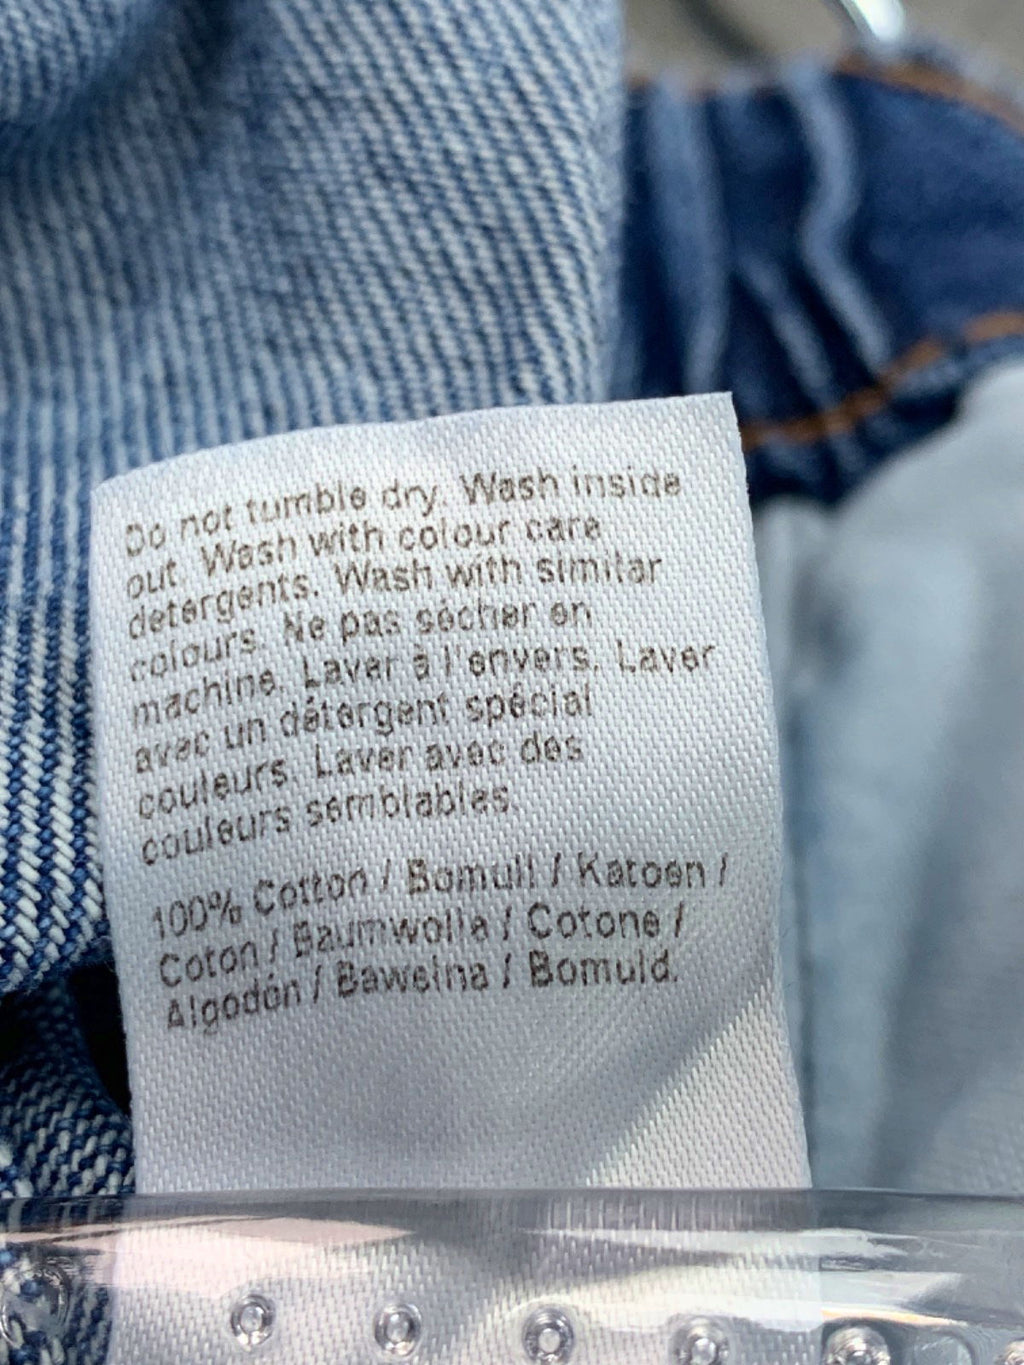 Do not tumble dry. Wash inside
out. Wash with colour care
detergents. Wash with similar
colours. Ne pas sécher en
machine. Laver à l'envers. Laver
avec un détergent spécial
couleurs. Laver avec des
couleurs semblables.
100% Cotton / Bomull / Katoen /
Coton / Baumwolle / Cotone /
Algodón / Bawełna / Bomuld.